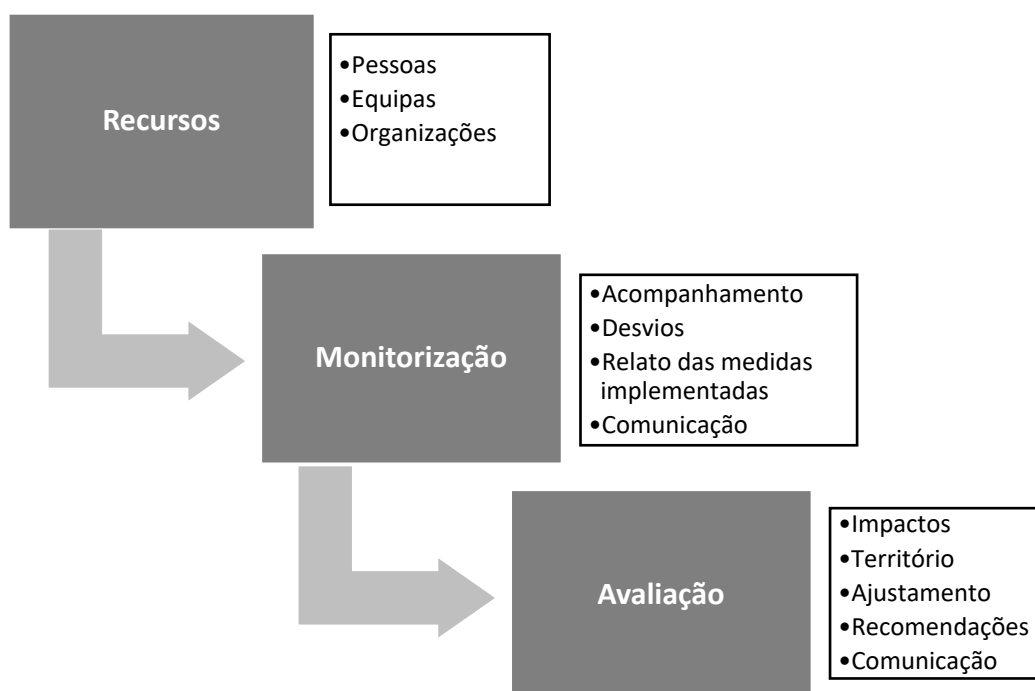 Recursos
•Pessoas
•Equipas
•Organizações
Monitorização
•Acompanhamento
•Desvios
•Relato das medidas
implementadas
•Comunicação
Avaliação
•Impactos
•Território
•Ajustamento
•Recomendações
•Comunicação